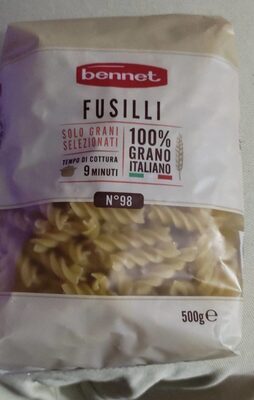 bennet
FUSILLI
SOLO GRANI
SELEZIONATI
TEMPO DI COTTURA
9 MINUTI
100%
GRANO
ITALIANO
N°98
500g℮